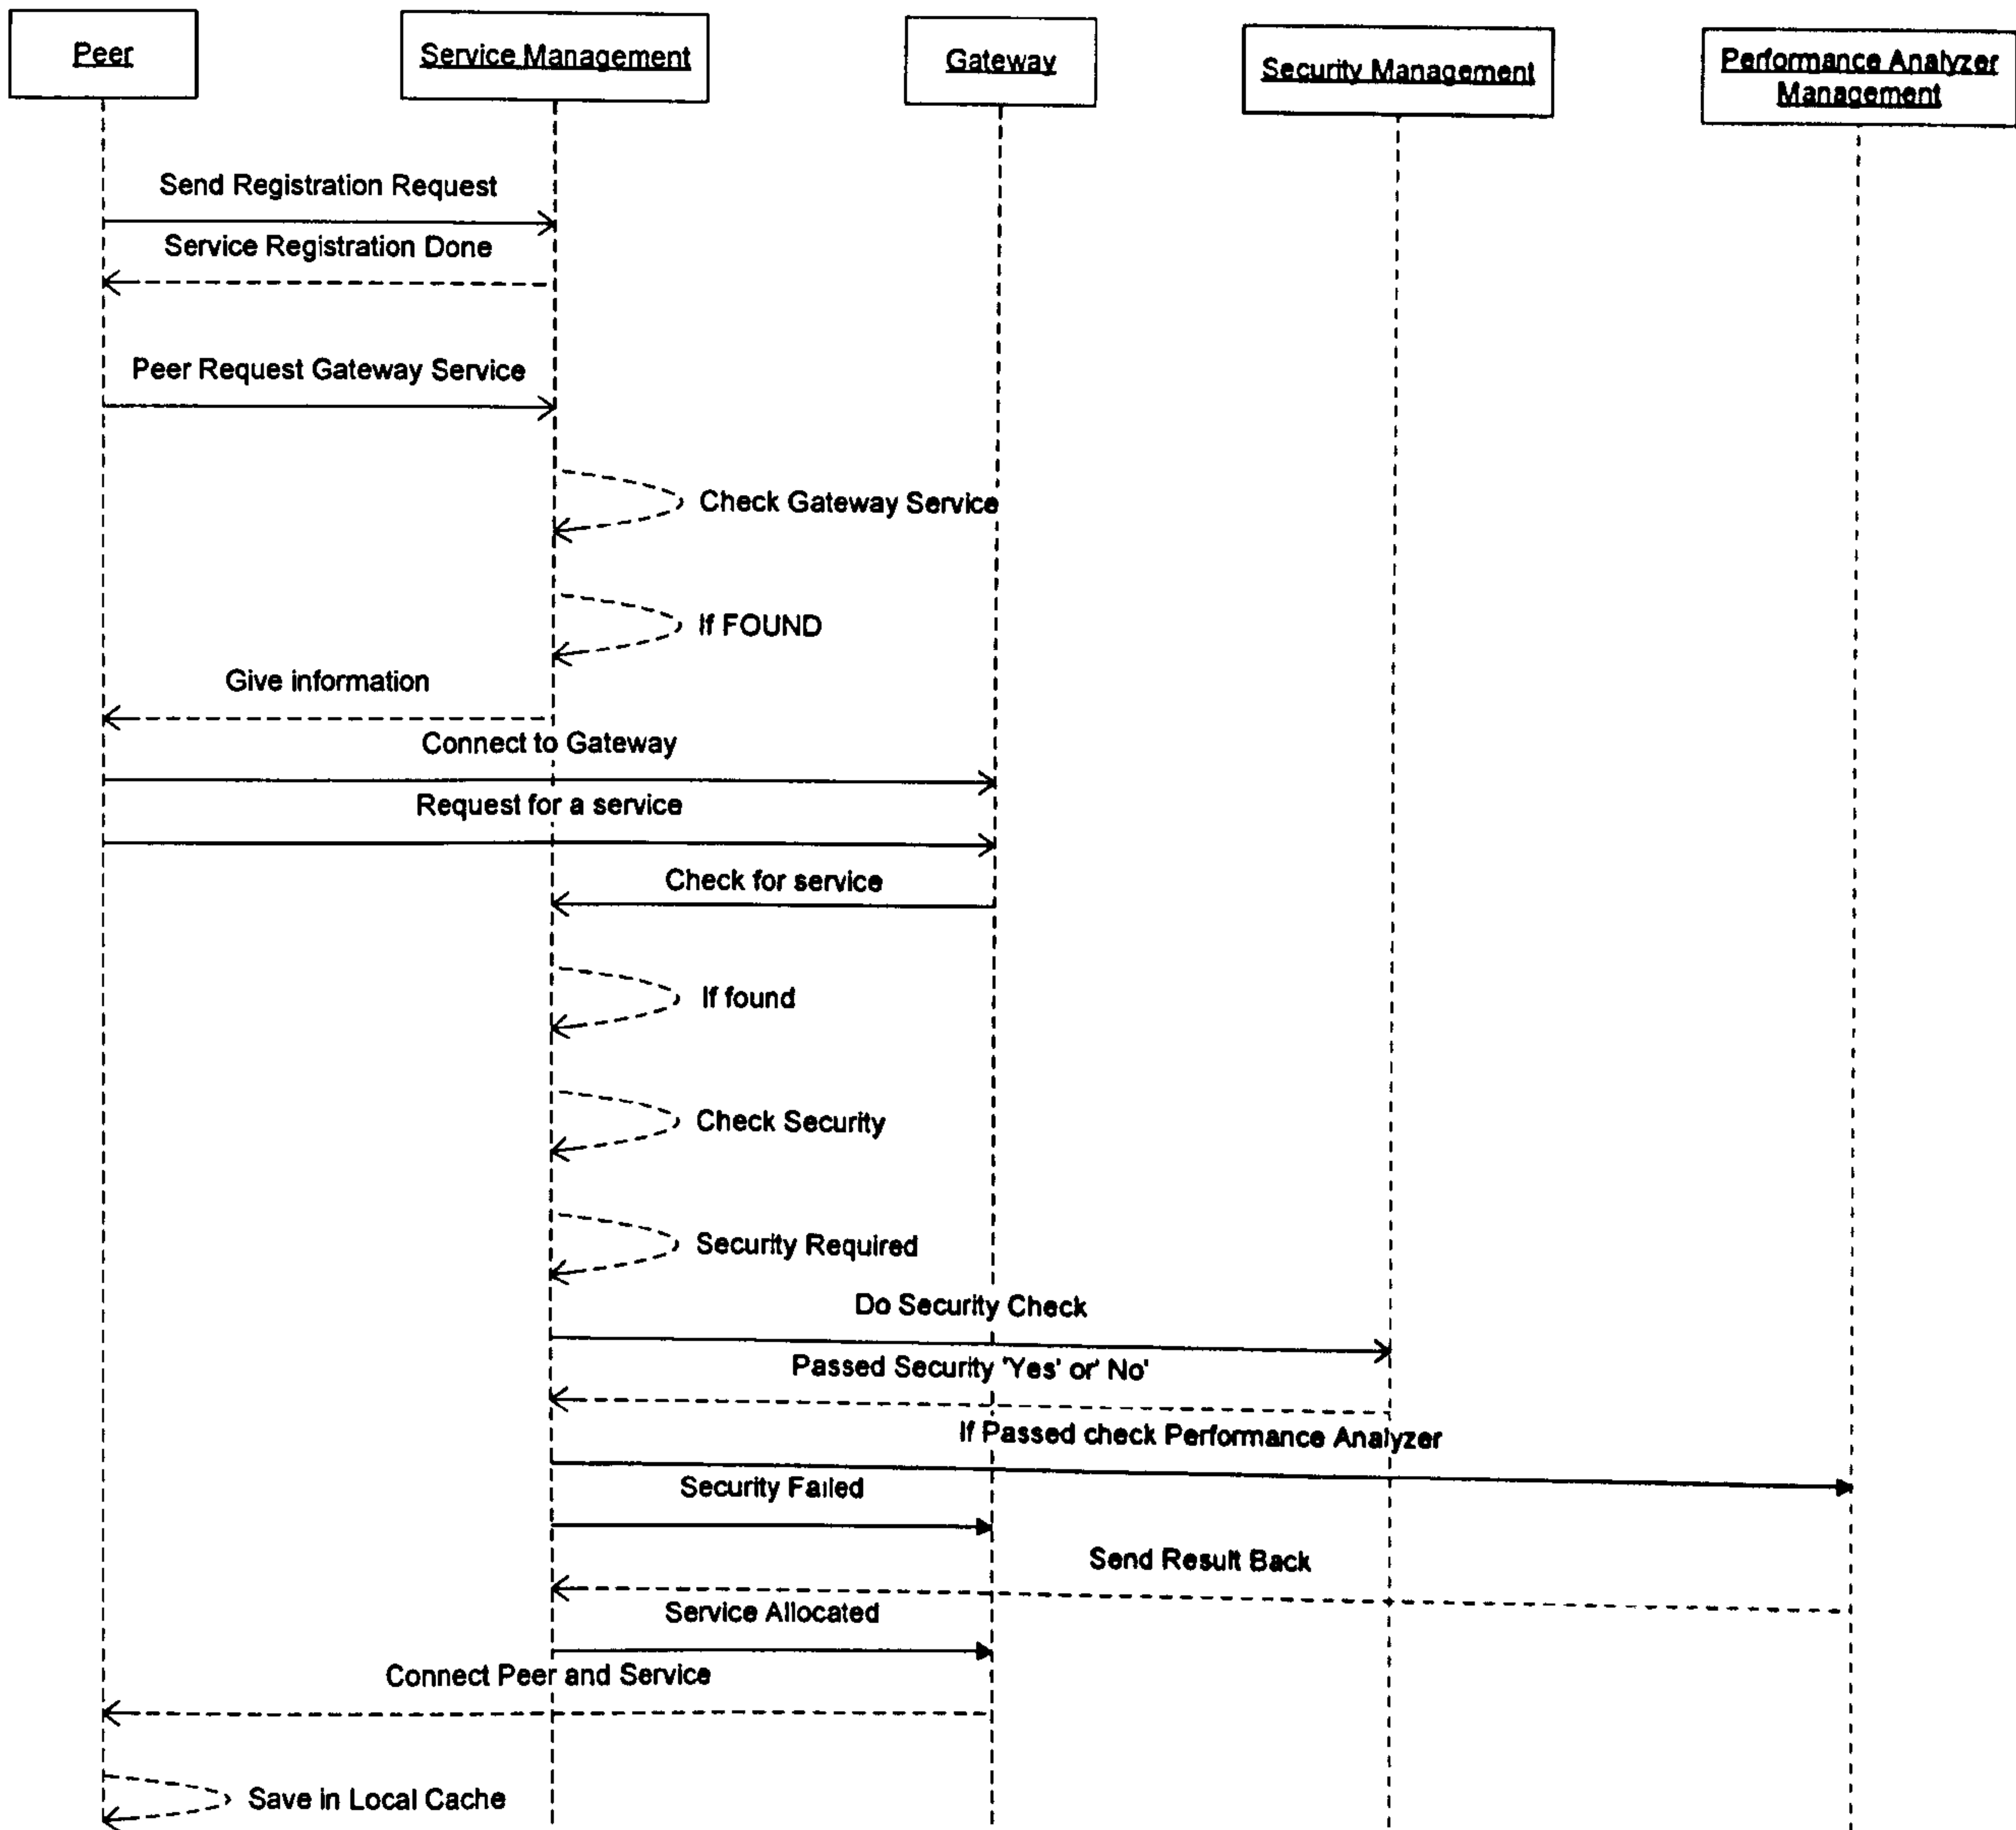 Peer
Service Management
Gateway
Security Management
Performance Analyzer
Management
Send Registration Request
Service Registration Done
Peer Request Gateway Service
Check Gateway Service
If FOUND
Give information
Connect to Gateway
Request for a service
Check for service
If found
Check Security
Security Required
Do Security Check
Passed Security 'Yes' or' No'
If Passed check Performance Analyzer
Security Failed
Send Result Back
Service Allocated
Connect Peer and Service
Save in Local Cache